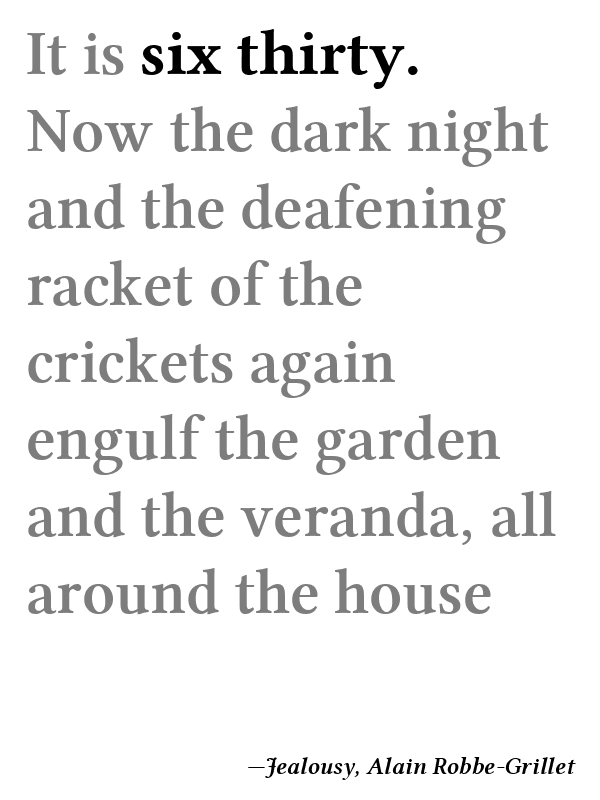 It is six thirty.
Now the dark night
and the deafening
racket of the
crickets again
engulf the garden
and the veranda, all
around the house
—Jealousy, Alain Robbe-Grillet